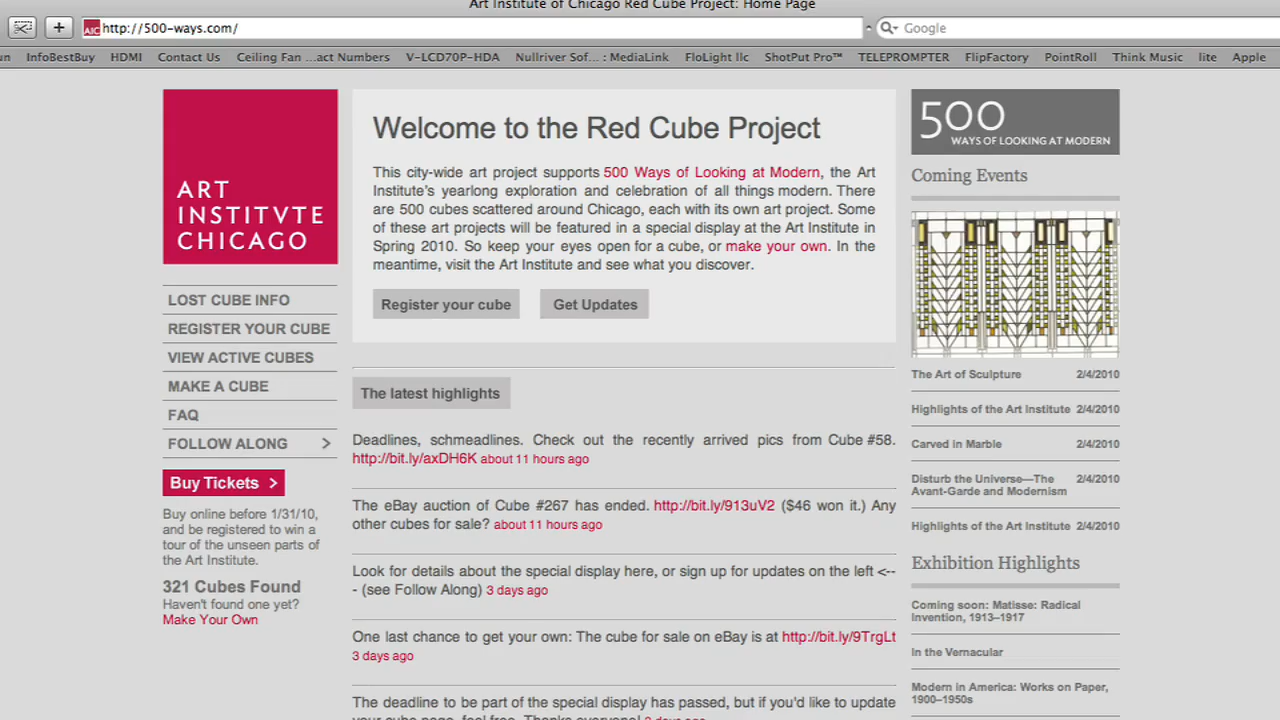 Art Institute of Chicago Red Cube Project: Home Page
AIC http://500-ways.com/
Google
un InfoBestBuy HDMI Contact Us Ceiling Fan ...act Numbers V-LCD70P-HDA Nullriver Sof... : MediaLink FloLight llc ShotPut Pro™ TELEPROMPTER FlipFactory PointRoll Think Music lite Apple
ART
INSTITVTE
CHICAGO
LOST CUBE INFO
REGISTER YOUR CUBE
VIEW ACTIVE CUBES
MAKE A CUBE
FAQ
FOLLOW ALONG >
Buy Tickets >
Buy online before 1/31/10,
and be registered to win a
tour of the unseen parts of
the Art Institute.
321 Cubes Found
Haven't found one yet?
Make Your Own
Welcome to the Red Cube Project
This city-wide art project supports 500 Ways of Looking at Modern, the Art
Institute's yearlong exploration and celebration of all things modern. There
are 500 cubes scattered around Chicago, each with its own art project. Some
of these art projects will be featured in a special display at the Art Institute in
Spring 2010. So keep your eyes open for a cube, or make your own. In the
meantime, visit the Art Institute and see what you discover.
Register your cube
Get Updates
The latest highlights
Deadlines, schmeadlines. Check out the recently arrived pics from Cube #58.
http://bit.ly/axDH6K about 11 hours ago
The eBay auction of Cube #267 has ended. http://bit.ly/913uV2 ($46 won it.) Any
other cubes for sale? about 11 hours ago
Look for details about the special display here, or sign up for updates on the left <--
- (see Follow Along) 3 days ago
One last chance to get your own: The cube for sale on eBay is at http://bit.ly/9TrgLt
3 days ago
The deadline to be part of the special display has passed, but if you'd like to update
your cube page, feel free. Thanks everyone! 3 days ago
500
WAYS OF LOOKING AT MODERN
Coming Events
The Art of Sculpture 2/4/2010
Highlights of the Art Institute 2/4/2010
Carved in Marble 2/4/2010
Disturb the Universe—The 2/4/2010
Avant-Garde and Modernism
Highlights of the Art Institute 2/4/2010
Exhibition Highlights
Coming soon: Matisse: Radical
Invention, 1913–1917
In the Vernacular
Modern in America: Works on Paper,
1900–1950s